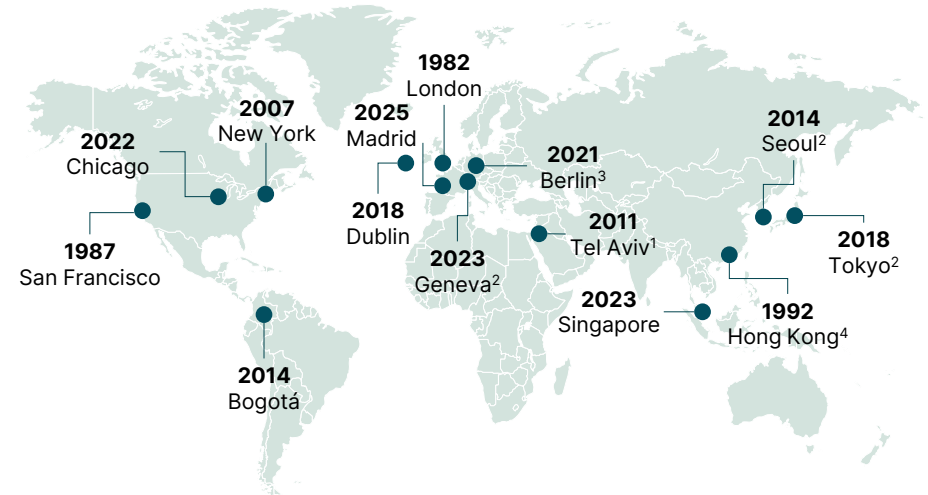 1982
London
2007
New York
2025
Madrid
2014
Seoul²
2022
Chicago
2021
Berlin³
2018
Dublin
2011
Tel Aviv¹
1987
San Francisco
2023
Geneva²
2018
Tokyo²
2023
Singapore
1992
Hong Kong⁴
2014
Bogotá